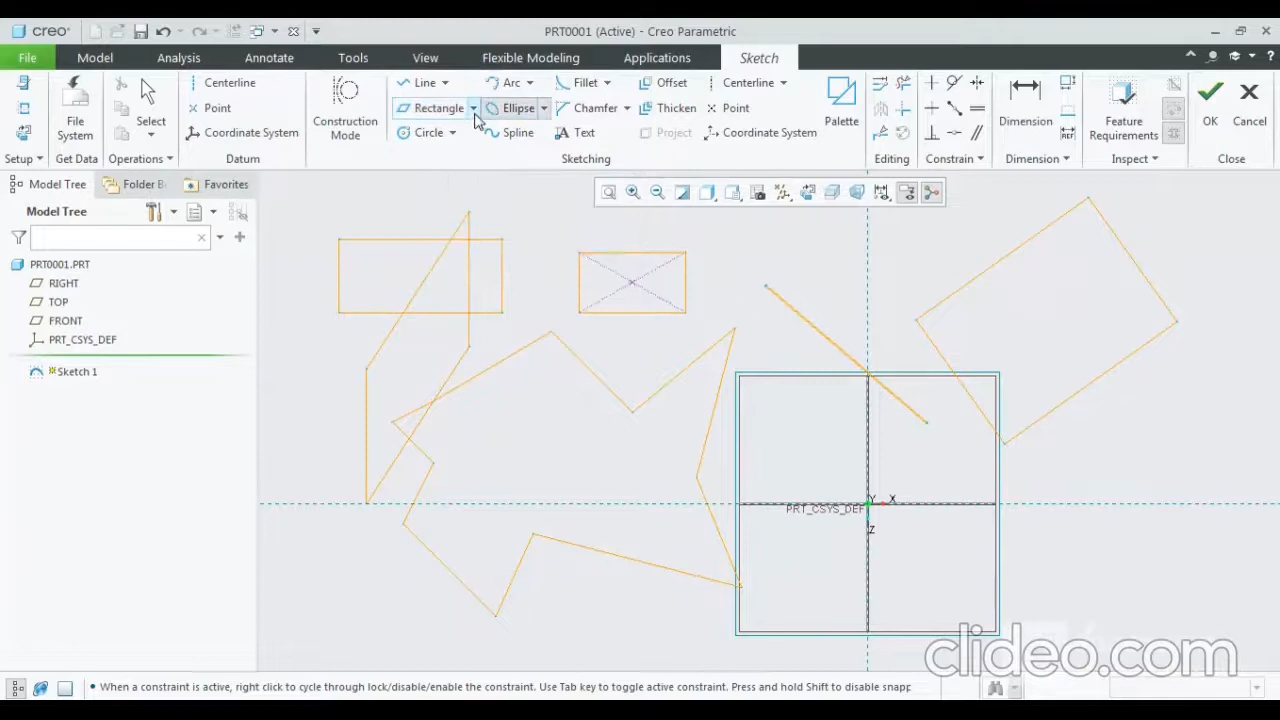 creo
PRT0001 (Active) - Creo Parametric
File Model Analysis Annotate Tools View Flexible Modeling Applications Sketch
Centerline Line Arc Fillet Offset Centerline
Point Rectangle Ellipse Chamfer Thicken Point
File System Select Coordinate System Construction Mode Circle Spline Text Project Coordinate System Palette Dimension Feature Requirements OK Cancel
Setup Get Data Operations Datum Sketching Editing Constrain Dimension Inspect Close
Model Tree Folder B Favorites
Model Tree
PRT0001.PRT
RIGHT
TOP
FRONT
PRT_CSYS_DEF
Sketch 1
Y X
PRT_CSYS_DEF
Z
clideo.com
• When a constraint is active, right click to cycle through lock/disable/enable the constraint. Use Tab key to toggle active constraint. Press and hold Shift to disable snapp